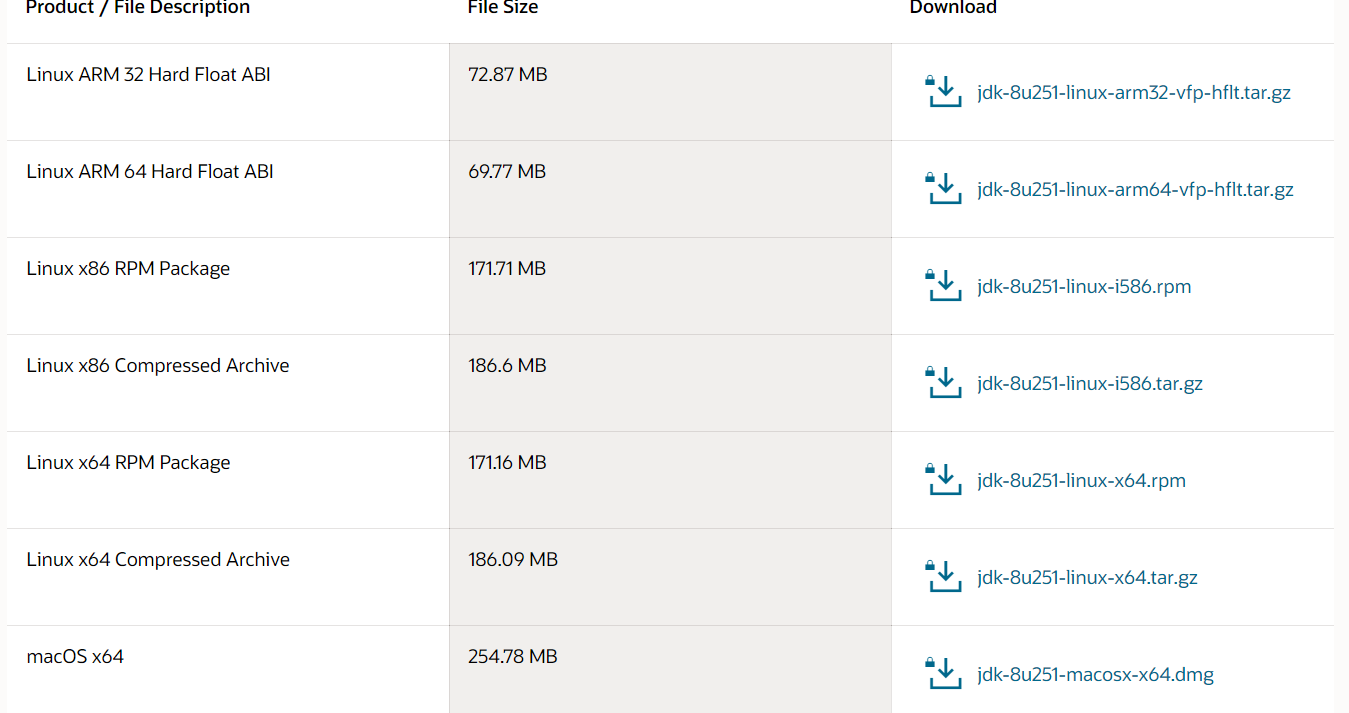 Product / File Description File Size Download
Linux ARM 32 Hard Float ABI 72.87 MB jdk-8u251-linux-arm32-vfp-hflt.tar.gz
Linux ARM 64 Hard Float ABI 69.77 MB jdk-8u251-linux-arm64-vfp-hflt.tar.gz
Linux x86 RPM Package 171.71 MB jdk-8u251-linux-i586.rpm
Linux x86 Compressed Archive 186.6 MB jdk-8u251-linux-i586.tar.gz
Linux x64 RPM Package 171.16 MB jdk-8u251-linux-x64.rpm
Linux x64 Compressed Archive 186.09 MB jdk-8u251-linux-x64.tar.gz
macOS x64 254.78 MB jdk-8u251-macosx-x64.dmg